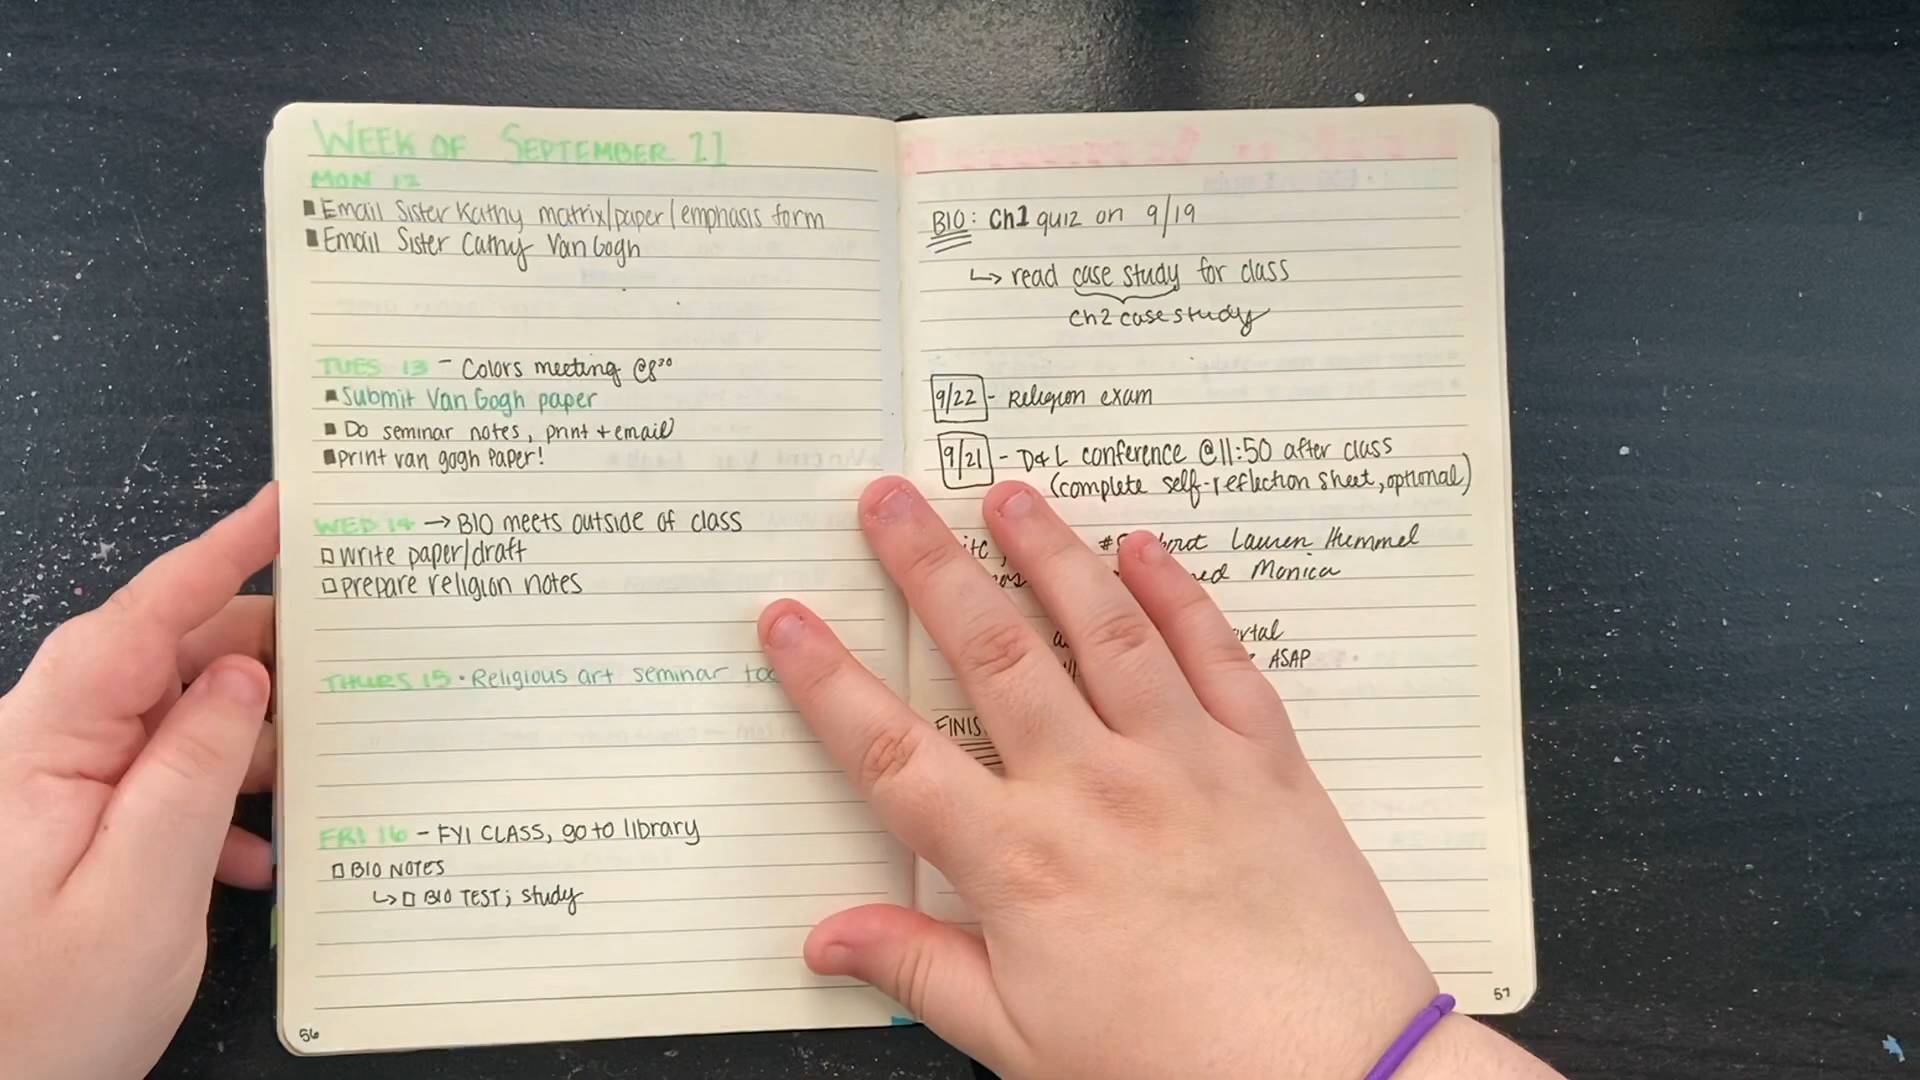 WEEK OF SEPTEMBER 11
MON 12
Email Sister Kathy matrix/paper/emphasis form
Email Sister Cathy Van Gogh
TUES 13 - Colors meeting @8³⁰
Submit Van Gogh paper
Do seminar notes, print + email
print van gogh Paper!
WED 14 → BIO meets outside of class
write paper/draft
prepare religion notes
THURS 15 · Religious art seminar
FRI 16 - FYI CLASS, go to library
BIO NOTES
↳ BIO TEST; study
56
BIO: Ch1 quiz on 9/19
↳ read case study for class
Ch2 case study
9/22 - Religion exam
9/21 - D&L conference @11:50 after class
(complete self-reflection sheet, optional)
Lauren Hummel
Monica
ASAP
57